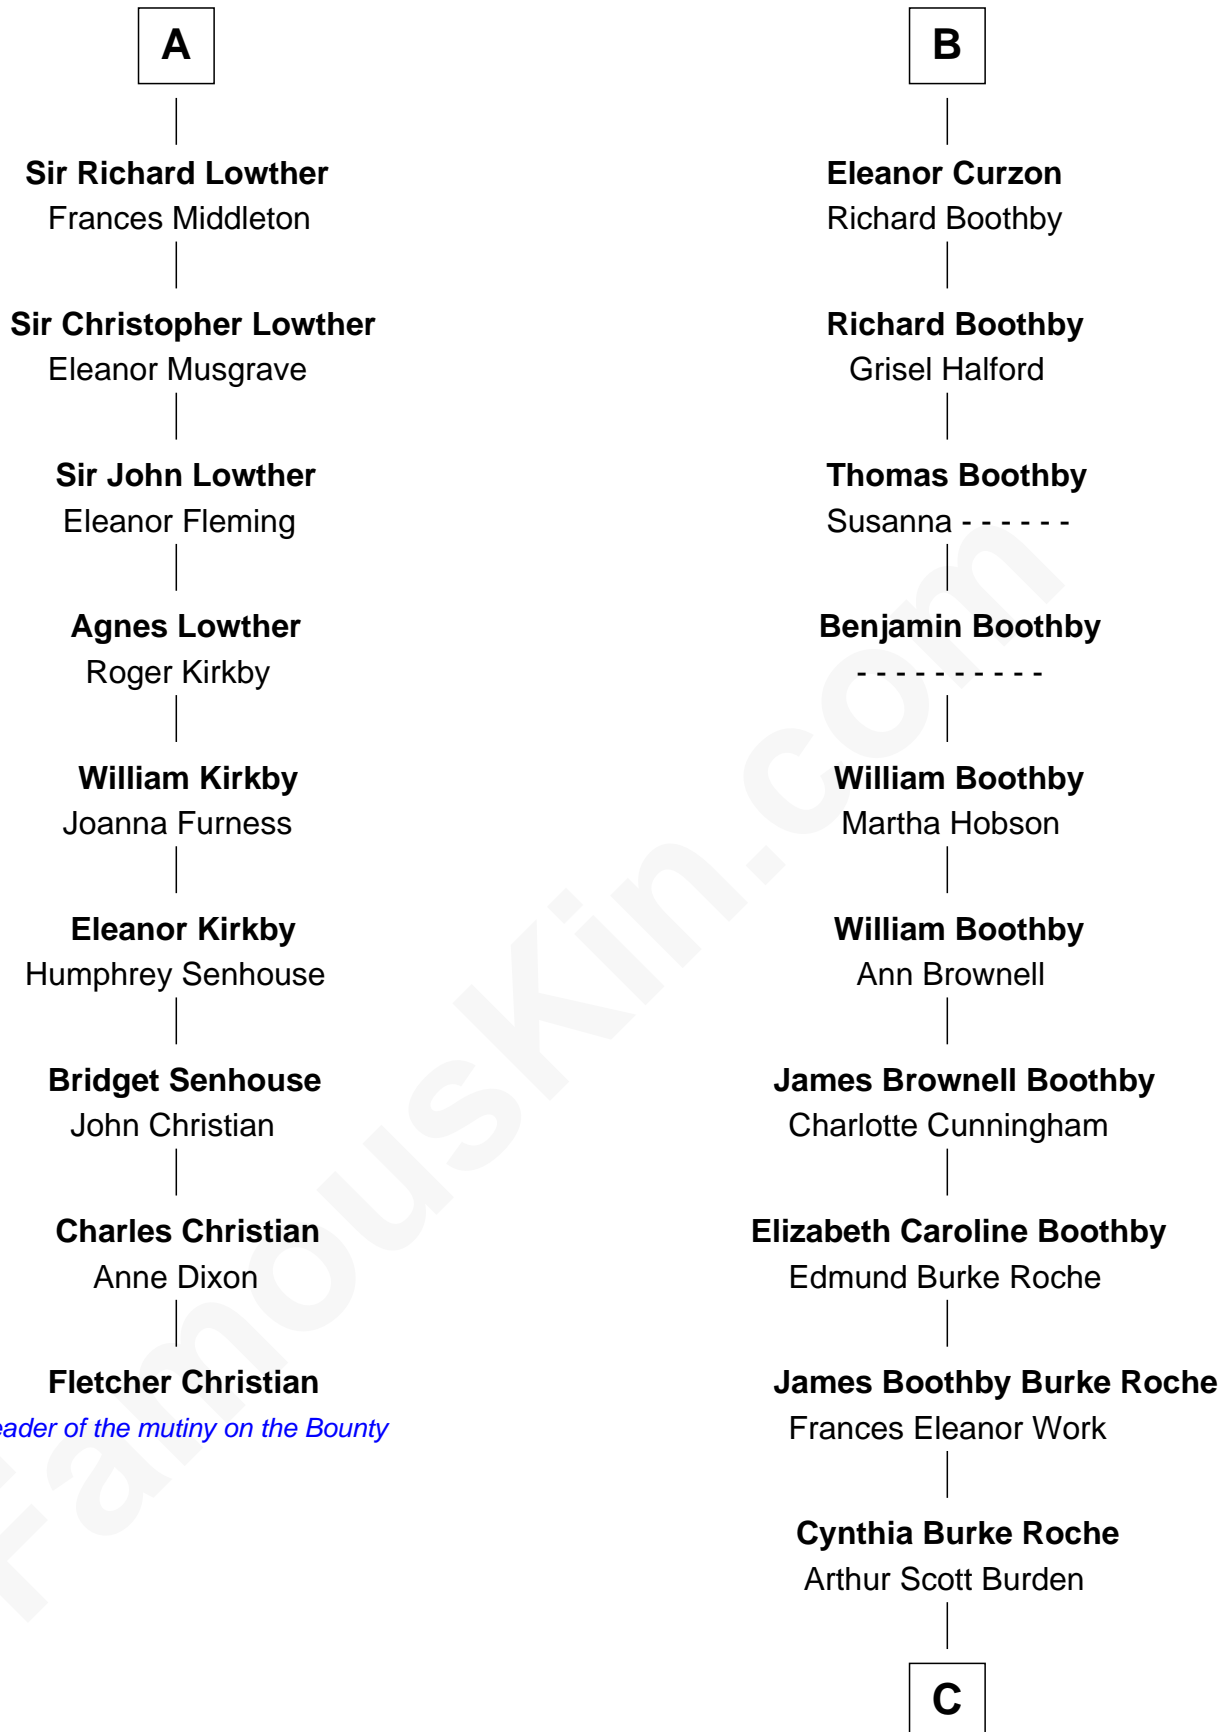 A
Sir Richard Lowther
Frances Middleton
Sir Christopher Lowther
Eleanor Musgrave
Sir John Lowther
Eleanor Fleming
Agnes Lowther
Roger Kirkby
William Kirkby
Joanna Furness
Eleanor Kirkby
Humphrey Senhouse
Bridget Senhouse
John Christian
Charles Christian
Anne Dixon
Fletcher Christian
eader of the mutiny on the Bounty
B
Eleanor Curzon
Richard Boothby
Richard Boothby
Grisel Halford
Thomas Boothby
Susanna - - - - - -
Benjamin Boothby
- - - - - - - - - -
William Boothby
Martha Hobson
William Boothby
Ann Brownell
James Brownell Boothby
Charlotte Cunningham
Elizabeth Caroline Boothby
Edmund Burke Roche
James Boothby Burke Roche
Frances Eleanor Work
Cynthia Burke Roche
Arthur Scott Burden
C
FamousKin.com